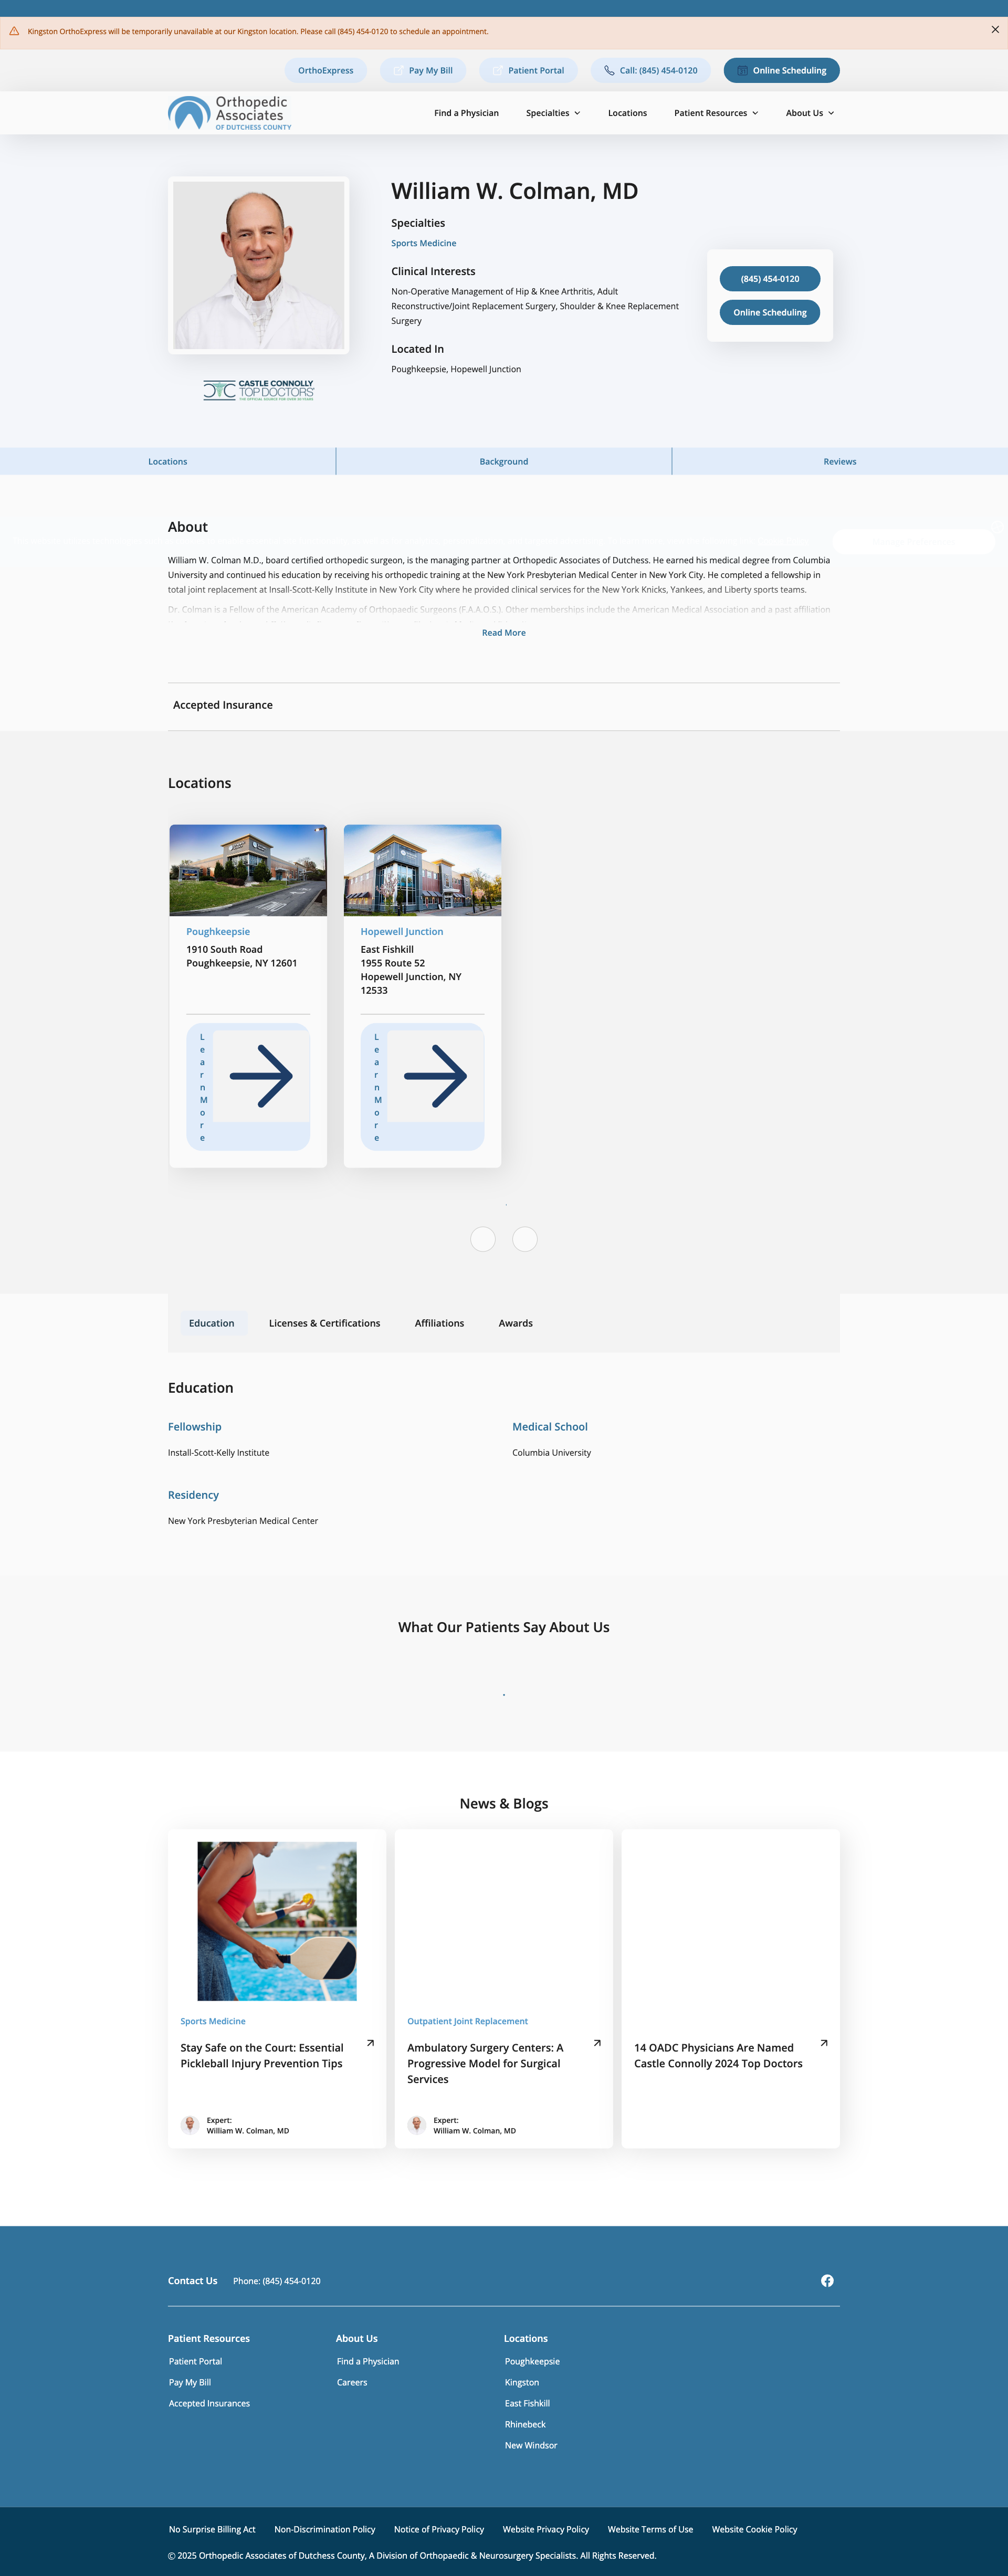 Kingston OrthoExpress will be temporarily unavailable at our Kingston location. Please call (845) 454-0120 to schedule an appointment.
OrthoExpress
Pay My Bill
Patient Portal
Call: (845) 454-0120
Online Scheduling
Orthopedic
Associates
OF DUTCHESS COUNTY
Find a Physician
Specialties
Locations
Patient Resources
About Us
William W. Colman, MD
Specialties
Sports Medicine
Clinical Interests
Non-Operative Management of Hip & Knee Arthritis, Adult
Reconstructive/Joint Replacement Surgery, Shoulder & Knee Replacement
Surgery
Located In
Poughkeepsie, Hopewell Junction
(845) 454-0120
Online Scheduling
CASTLE CONNOLLY
TOP DOCTORS
Locations
Background
Reviews
About
William W. Colman M.D., board certified orthopedic surgeon, is the managing partner at Orthopedic Associates of Dutchess. He earned his medical degree from Columbia
University and continued his education by receiving his orthopedic training at the New York Presbyterian Medical Center in New York City. He completed a fellowship in
total joint replacement at Insall-Scott-Kelly Institute in New York City where he provided clinical services for the New York Knicks, Yankees, and Liberty sports teams.
Dr. Colman is a Fellow of the American Academy of Orthopaedic Surgeons (F.A.A.O.S.). Other memberships include the American Medical Association and a past affiliation
Read More
Accepted Insurance
Locations
Poughkeepsie
1910 South Road
Poughkeepsie, NY 12601
Learn More
Hopewell Junction
East Fishkill
1955 Route 52
Hopewell Junction, NY
12533
Learn More
Education
Licenses & Certifications
Affiliations
Awards
Education
Fellowship
Install-Scott-Kelly Institute
Medical School
Columbia University
Residency
New York Presbyterian Medical Center
What Our Patients Say About Us
News & Blogs
Sports Medicine
Stay Safe on the Court: Essential
Pickleball Injury Prevention Tips
Expert:
William W. Colman, MD
Outpatient Joint Replacement
Ambulatory Surgery Centers: A
Progressive Model for Surgical
Services
Expert:
William W. Colman, MD
14 OADC Physicians Are Named
Castle Connolly 2024 Top Doctors
Contact Us
Phone: (845) 454-0120
Patient Resources
Patient Portal
Pay My Bill
Accepted Insurances
About Us
Find a Physician
Careers
Locations
Poughkeepsie
Kingston
East Fishkill
Rhinebeck
New Windsor
No Surprise Billing Act
Non-Discrimination Policy
Notice of Privacy Policy
Website Privacy Policy
Website Terms of Use
Website Cookie Policy
© 2025 Orthopedic Associates of Dutchess County, A Division of Orthopaedic & Neurosurgery Specialists. All Rights Reserved.